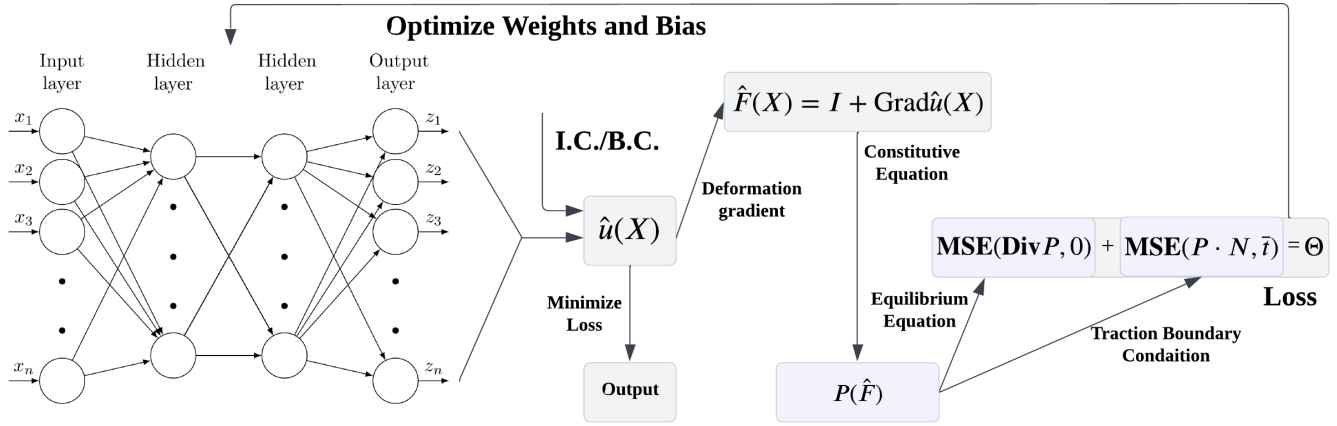 Optimize Weights and Bias
Input
layer
Hidden
layer
Hidden
layer
Output
layer
x₁
x₂
x₃
xₙ
z₁
z₂
z₃
zₙ
I.C./B.C.
û(X)
Minimize
Loss
Output
Deformation
gradient
F̂(X) = I + Gradû(X)
Constitutive
Equation
P(F̂)
Equilibrium
Equation
Traction Boundary
Condaition
MSE(DivP, 0) + MSE(P · N, t̄) = Θ
Loss